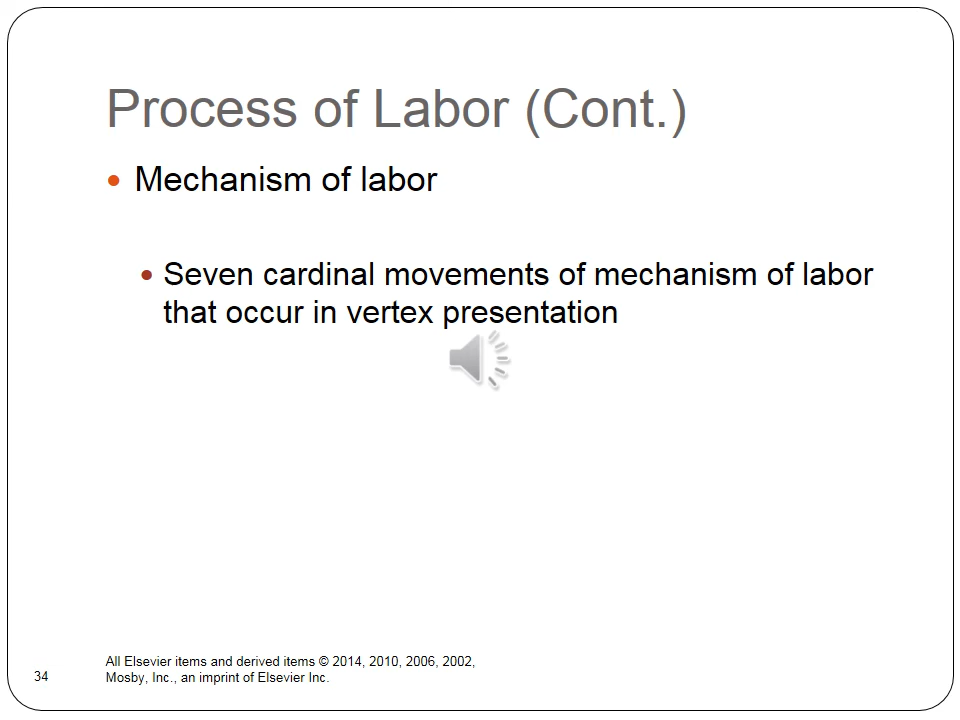 Process of Labor (Cont.)
Mechanism of labor
Seven cardinal movements of mechanism of labor
that occur in vertex presentation
All Elsevier items and derived items © 2014, 2010, 2006, 2002,
Mosby, Inc., an imprint of Elsevier Inc.
34